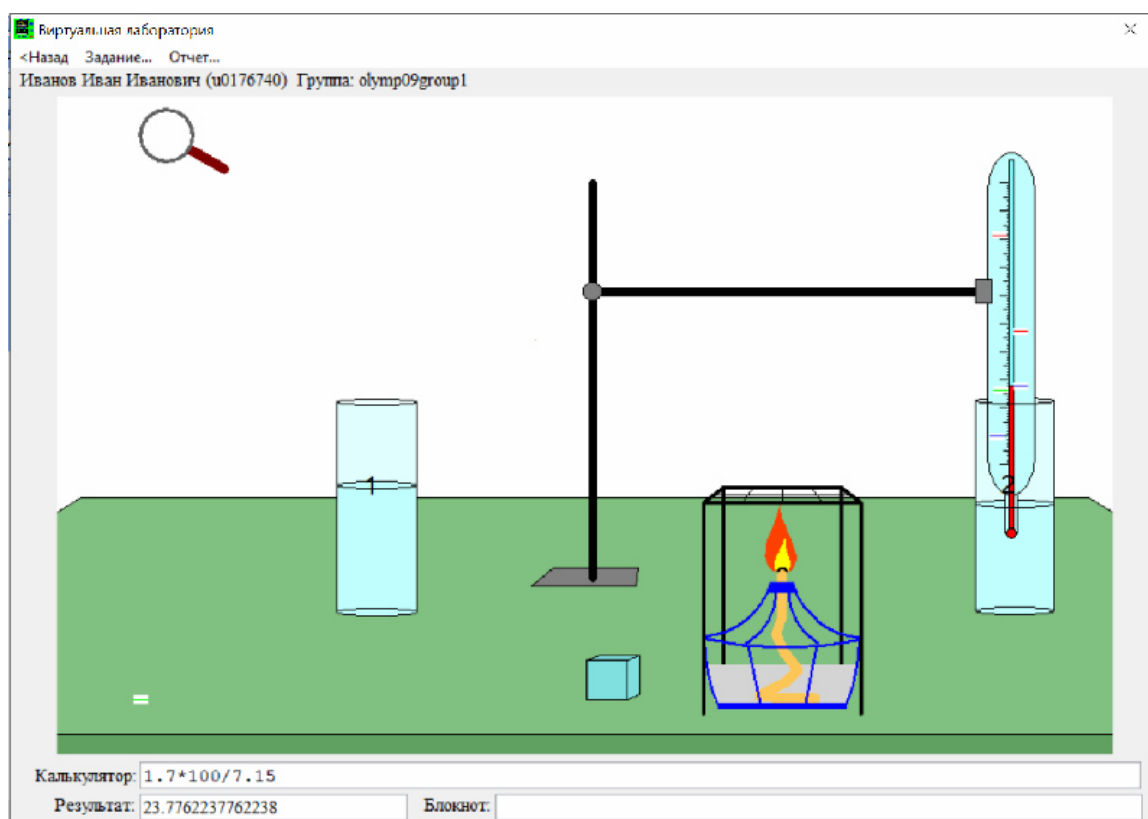 Виртуальная лаборатория
<Назад Задание... Отчет...
Иванов Иван Иванович (u0176740) Группа: olymp09group1
1
2
=
Калькулятор: 1.7*100/7.15
Результат: 23.7762237762238 Блокнот: